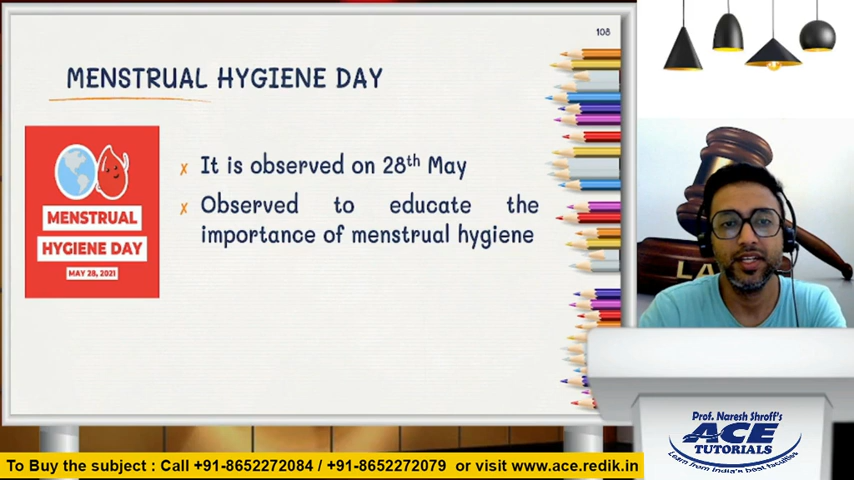 108
MENSTRUAL HYGIENE DAY
MENSTRUAL
HYGIENE DAY
MAY 28, 2021
It is observed on 28th May
Observed to educate the
importance of menstrual hygiene
LA
Prof. Naresh Shroff's
ACE
TUTORIALS
Learn from India's best faculties
To Buy the subject : Call +91-8652272084 / +91-8652272079 or visit www.ace.redik.in